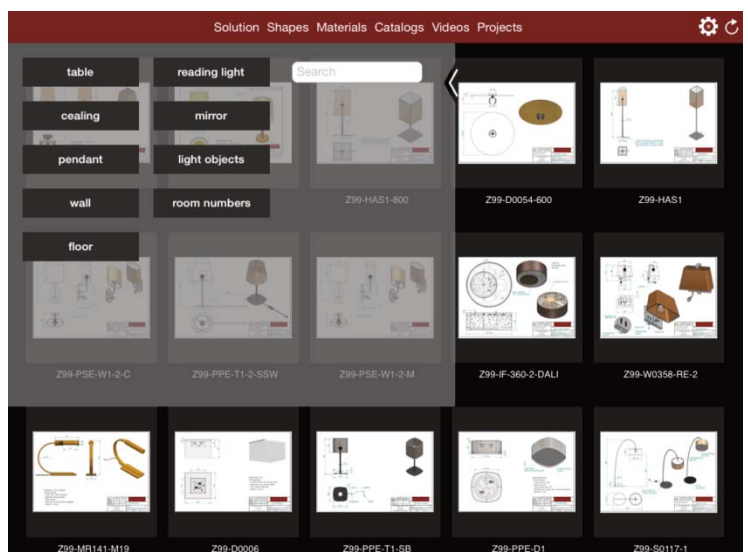 Solution Shapes Materials Catalogs Videos Projects
table
reading light
Search
cealing
mirror
pendant
light objects
wall
room numbers
floor
Z99-HAS1-800
Z99-D0054-600
Z99-HAS1
Z99-PSE-W1-2-C
Z99-PPE-T1-2-SSW
Z99-PSE-W1-2-M
Z99-IF-360-2-DALI
Z99-W0358-RE-2
Z99-MR141-M19
Z99-D0006
Z99-PPE-T1-SB
Z99-PPE-D1
Z99-S0117-1